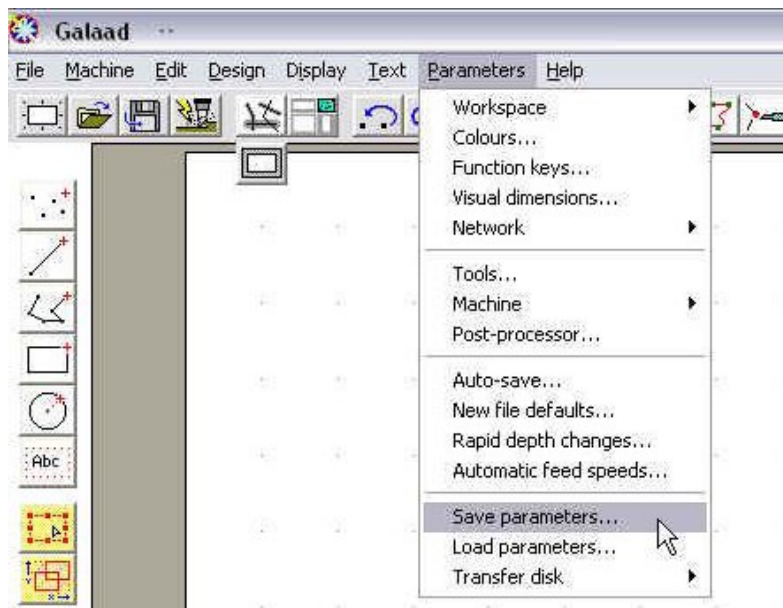 Galaad
File Machine Edit Design Display Text Parameters Help
Workspace
Colours...
Function keys...
Visual dimensions...
Network
Tools...
Machine
Post-processor...
Auto-save...
New file defaults...
Rapid depth changes...
Automatic feed speeds...
Save parameters...
Load parameters...
Transfer disk
Abc